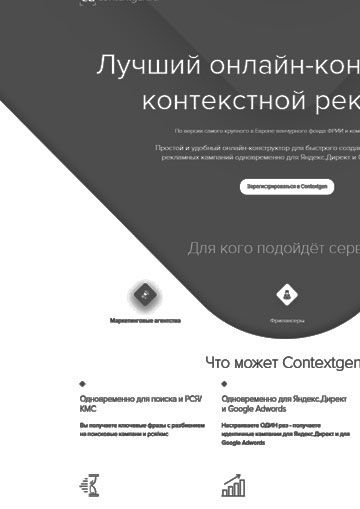 Лучший онлайн-кон
контекстной рек
По версии самого крупного в Европе венчурного фонда ФРИИ и
Простой и удобный онлайн-конструктор для быстрого созда
рекламных кампаний одновременно для Яндекс.Директ и
Зарегистрироваться в Contextgen
Для кого подойдёт серв
Маркетинговые агентства
Фрилансеры
Что может Contextgen
Одновременно для поиска и РСЯ/
КМС
Одновременно для Яндекс.Директ
и Google Adwords
Вы получаете ключевые фразы с разбиением
на поисковые кампани и рся/кмс
Настраиваете ОДИН раз - получаете
идентичные кампании для Яндекс.Директ и для
Google Adwords